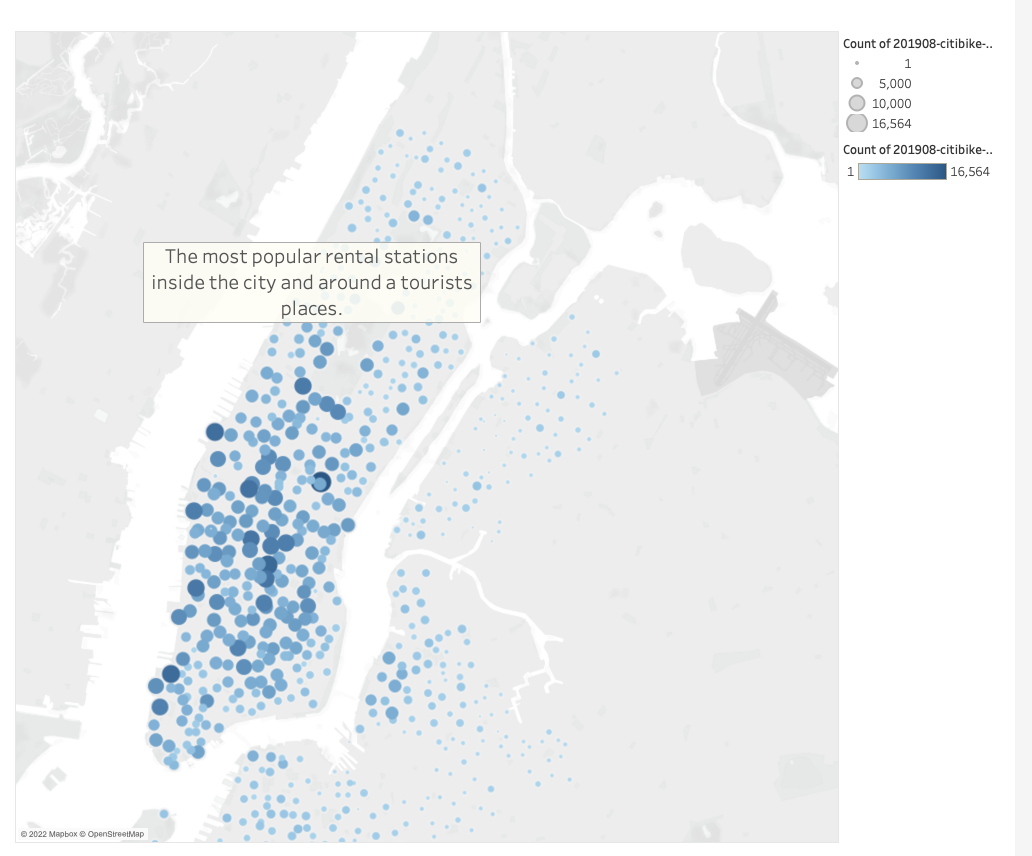 Count of 201908-citibike-..
1
5,000
10,000
16,564
Count of 201908-citibike-..
1 16,564
The most popular rental stations
inside the city and around a tourists
places.
© 2022 Mapbox © OpenStreetMap